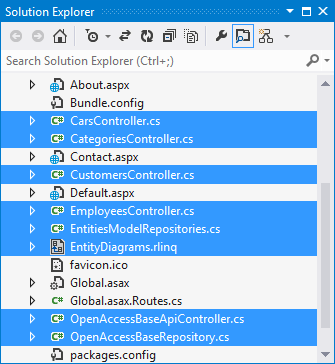 Solution Explorer
Search Solution Explorer (Ctrl+;)
About.aspx
Bundle.config
CarsController.cs
CategoriesController.cs
Contact.aspx
CustomersController.cs
Default.aspx
EmployeesController.cs
EntitiesModelRepositories.cs
EntityDiagrams.rlinq
favicon.ico
Global.asax
Global.asax.Routes.cs
OpenAccessBaseApiController.cs
OpenAccessBaseRepository.cs
packages.config